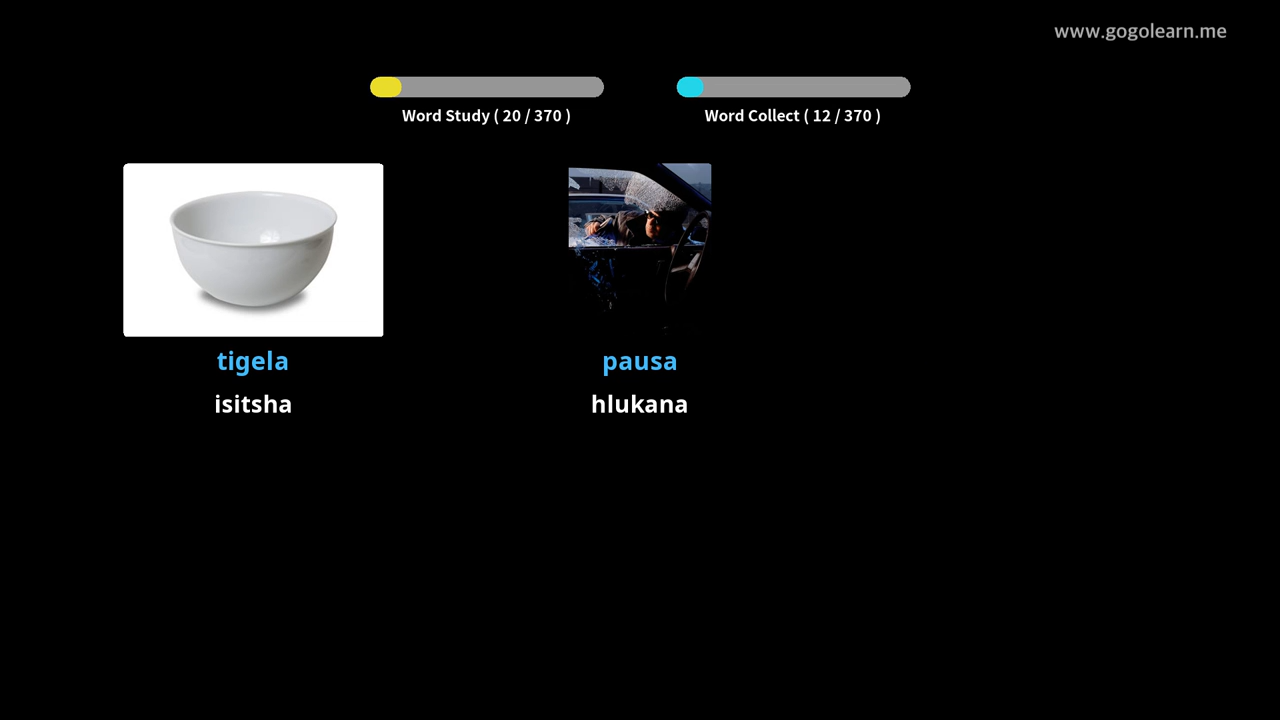 www.gogolearn.me
Word Study ( 20 / 370 )
Word Collect ( 12 / 370 )
tigela
pausa
isitsha
hlukana